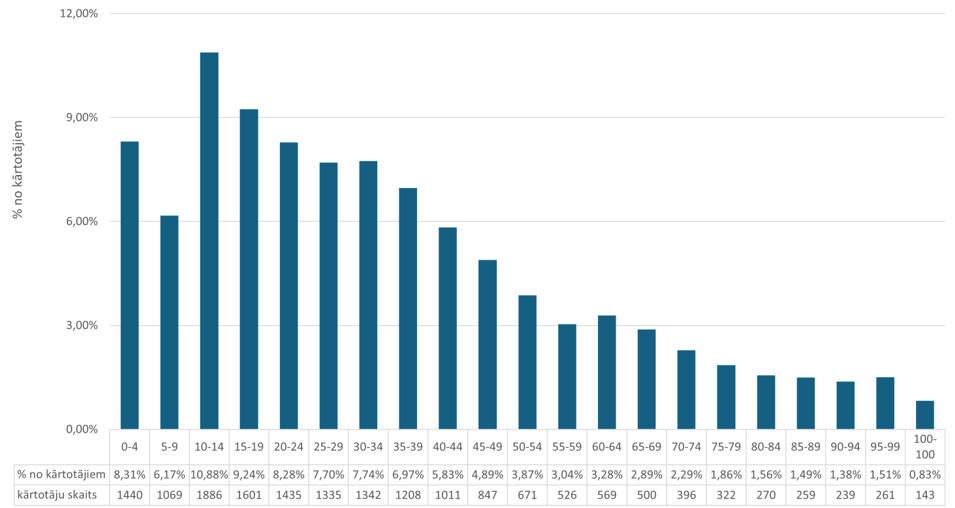 12,00%
9,00%
6,00%
3,00%
0,00%
% no kārtotājiem
0-4 5-9 10-14 15-19 20-24 25-29 30-34 35-39 40-44 45-49 50-54 55-59 60-64 65-69 70-74 75-79 80-84 85-89 90-94 95-99 100-
100
% no kārtotājiem 8,31% 6,17% 10,88% 9,24% 8,28% 7,70% 7,74% 6,97% 5,83% 4,89% 3,87% 3,04% 3,28% 2,89% 2,29% 1,86% 1,56% 1,49% 1,38% 1,51% 0,83%
kārtotāju skaits 1440 1069 1886 1601 1435 1335 1342 1208 1011 847 671 526 569 500 396 322 270 259 239 261 143